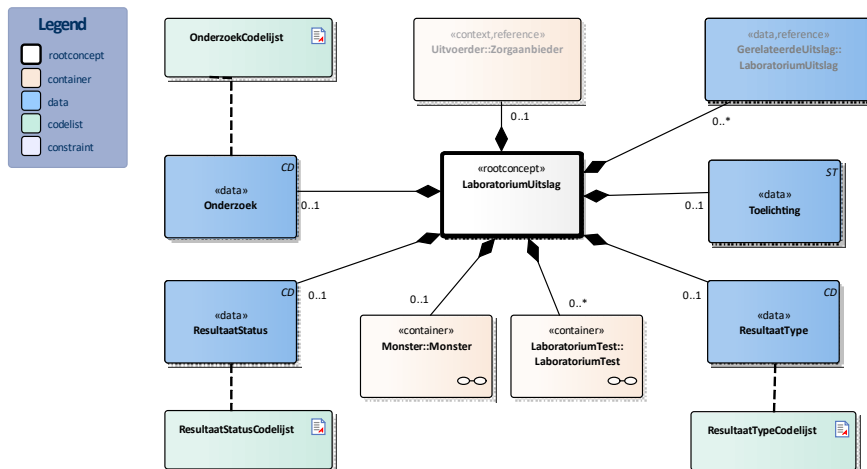 Legend
rootconcept
container
data
codelist
constraint
OnderzoekCodelijst
«context,reference»
Uitvoerder::Zorgaanbieder
«data,reference»
GerelateerdeUitslag::
LaboratoriumUitslag
0..1
0..*
CD
«data»
Onderzoek
0..1
«rootconcept»
LaboratoriumUitslag
ST
«data»
Toelichting
0..1
CD
«data»
ResultaatStatus
0..1
0..1
0..*
0..1
CD
«data»
ResultaatType
«container»
Monster::Monster
«container»
LaboratoriumTest::
LaboratoriumTest
ResultaatStatusCodelijst
ResultaatTypeCodelijst